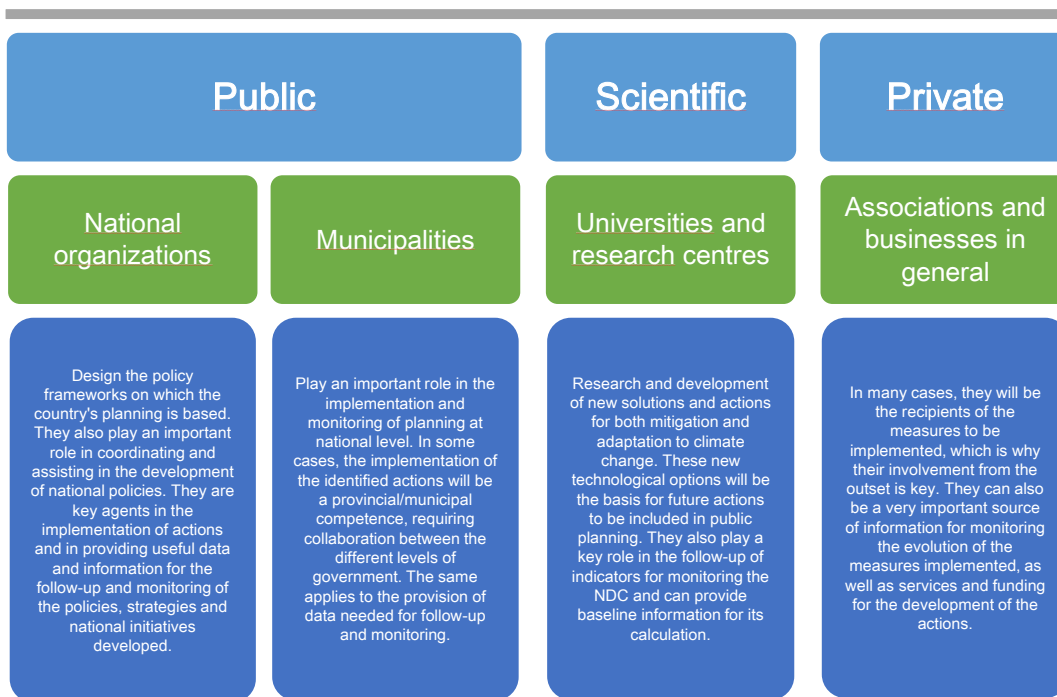 Public
Scientific
Private
National
organizations
Municipalities
Universities and
research centres
Associations and
businesses in
general
Design the policy
frameworks on which the
country's planning is based.
They also play an important
role in coordinating and
assisting in the development
of national policies. They are
key agents in the
implementation of actions
and in providing useful data
and information for the
follow-up and monitoring of
the policies, strategies and
national initiatives
developed.
Play an important role in the
implementation and
monitoring of planning at
national level. In some
cases, the implementation of
the identified actions will be
a provincial/municipal
competence, requiring
collaboration between the
different levels of
government. The same
applies to the provision of
data needed for follow-up
and monitoring.
Research and development
of new solutions and actions
for both mitigation and
adaptation to climate
change. These new
technological options will be
the basis for future actions
to be included in public
planning. They also play a
key role in the follow-up of
indicators for monitoring the
NDC and can provide
baseline information for its
calculation.
In many cases, they will be
the recipients of the
measures to be
implemented, which is why
their involvement from the
outset is key. They can also
be a very important source
of information for monitoring
the evolution of the
measures implemented, as
well as services and funding
for the development of the
actions.